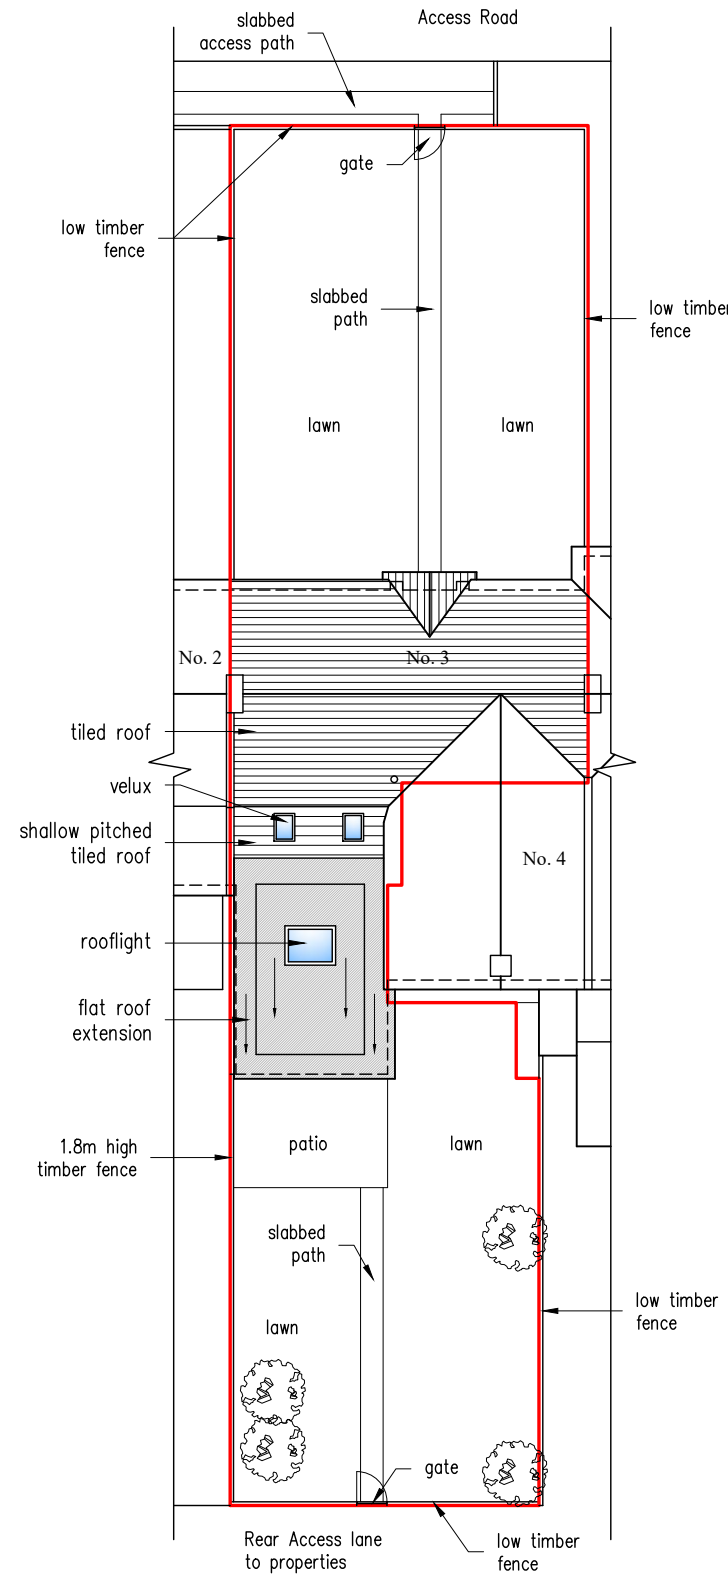 Access Road
slabbed
access path
gate
low timber
fence
slabbed
path
low timber
fence
lawn
lawn
No. 2
No. 3
tiled roof
velux
shallow pitched
tiled roof
No. 4
rooflight
flat roof
extension
1.8m high
timber fence
patio
lawn
slabbed
path
low timber
fence
lawn
gate
Rear Access lane
to properties
low timber
fence